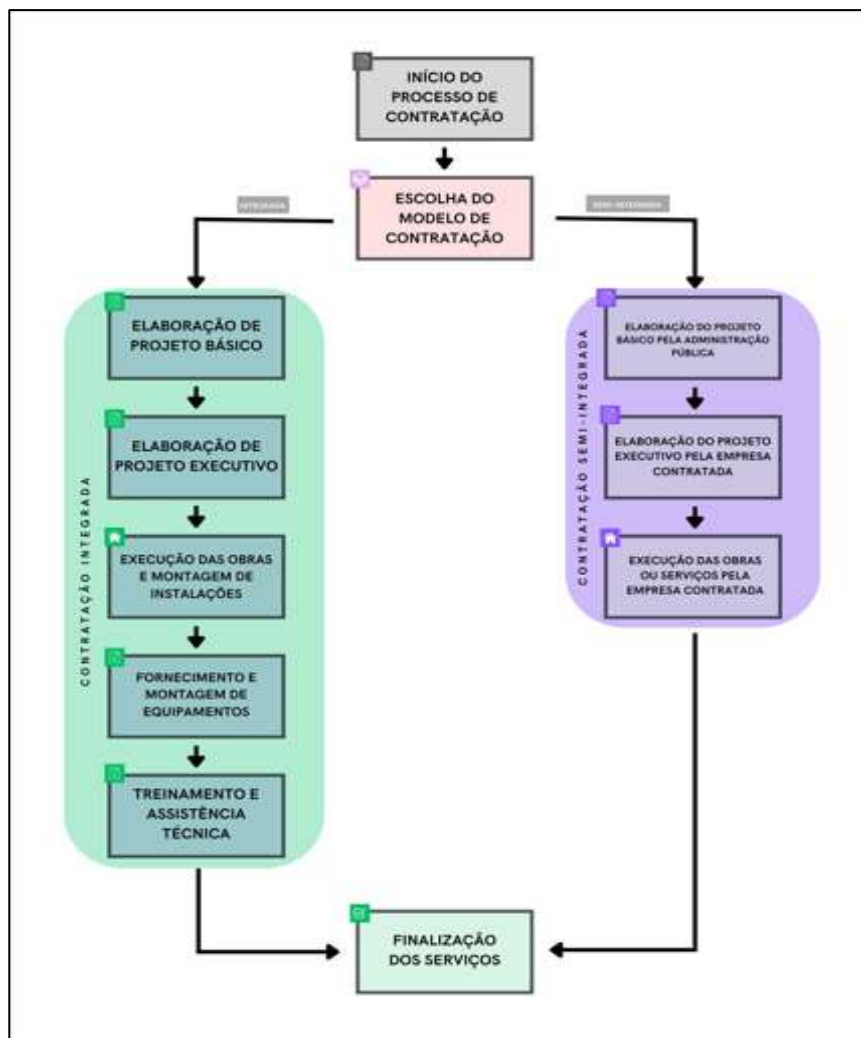 INÍCIO DO
PROCESSO DE
CONTRATAÇÃO
ESCOLHA DO
MODELO DE
CONTRATAÇÃO
INTEGRADA
SEMI-INTEGRADA
CONTRATAÇÃO INTEGRADA
ELABORAÇÃO DE
PROJETO BÁSICO
ELABORAÇÃO DE
PROJETO EXECUTIVO
EXECUÇÃO DAS OBRAS
E MONTAGEM DE
INSTALAÇÕES
FORNECIMENTO E
MONTAGEM DE
EQUIPAMENTOS
TREINAMENTO E
ASSISTÊNCIA
TÉCNICA
CONTRATAÇÃO SEMI-INTEGRADA
ELABORAÇÃO DO PROJETO
BÁSICO PELA ADMINISTRAÇÃO
PÚBLICA
ELABORAÇÃO DO PROJETO
EXECUTIVO PELA EMPRESA
CONTRATADA
EXECUÇÃO DAS OBRAS
OU SERVIÇOS PELA
EMPRESA CONTRATADA
FINALIZAÇÃO
DOS SERVIÇOS